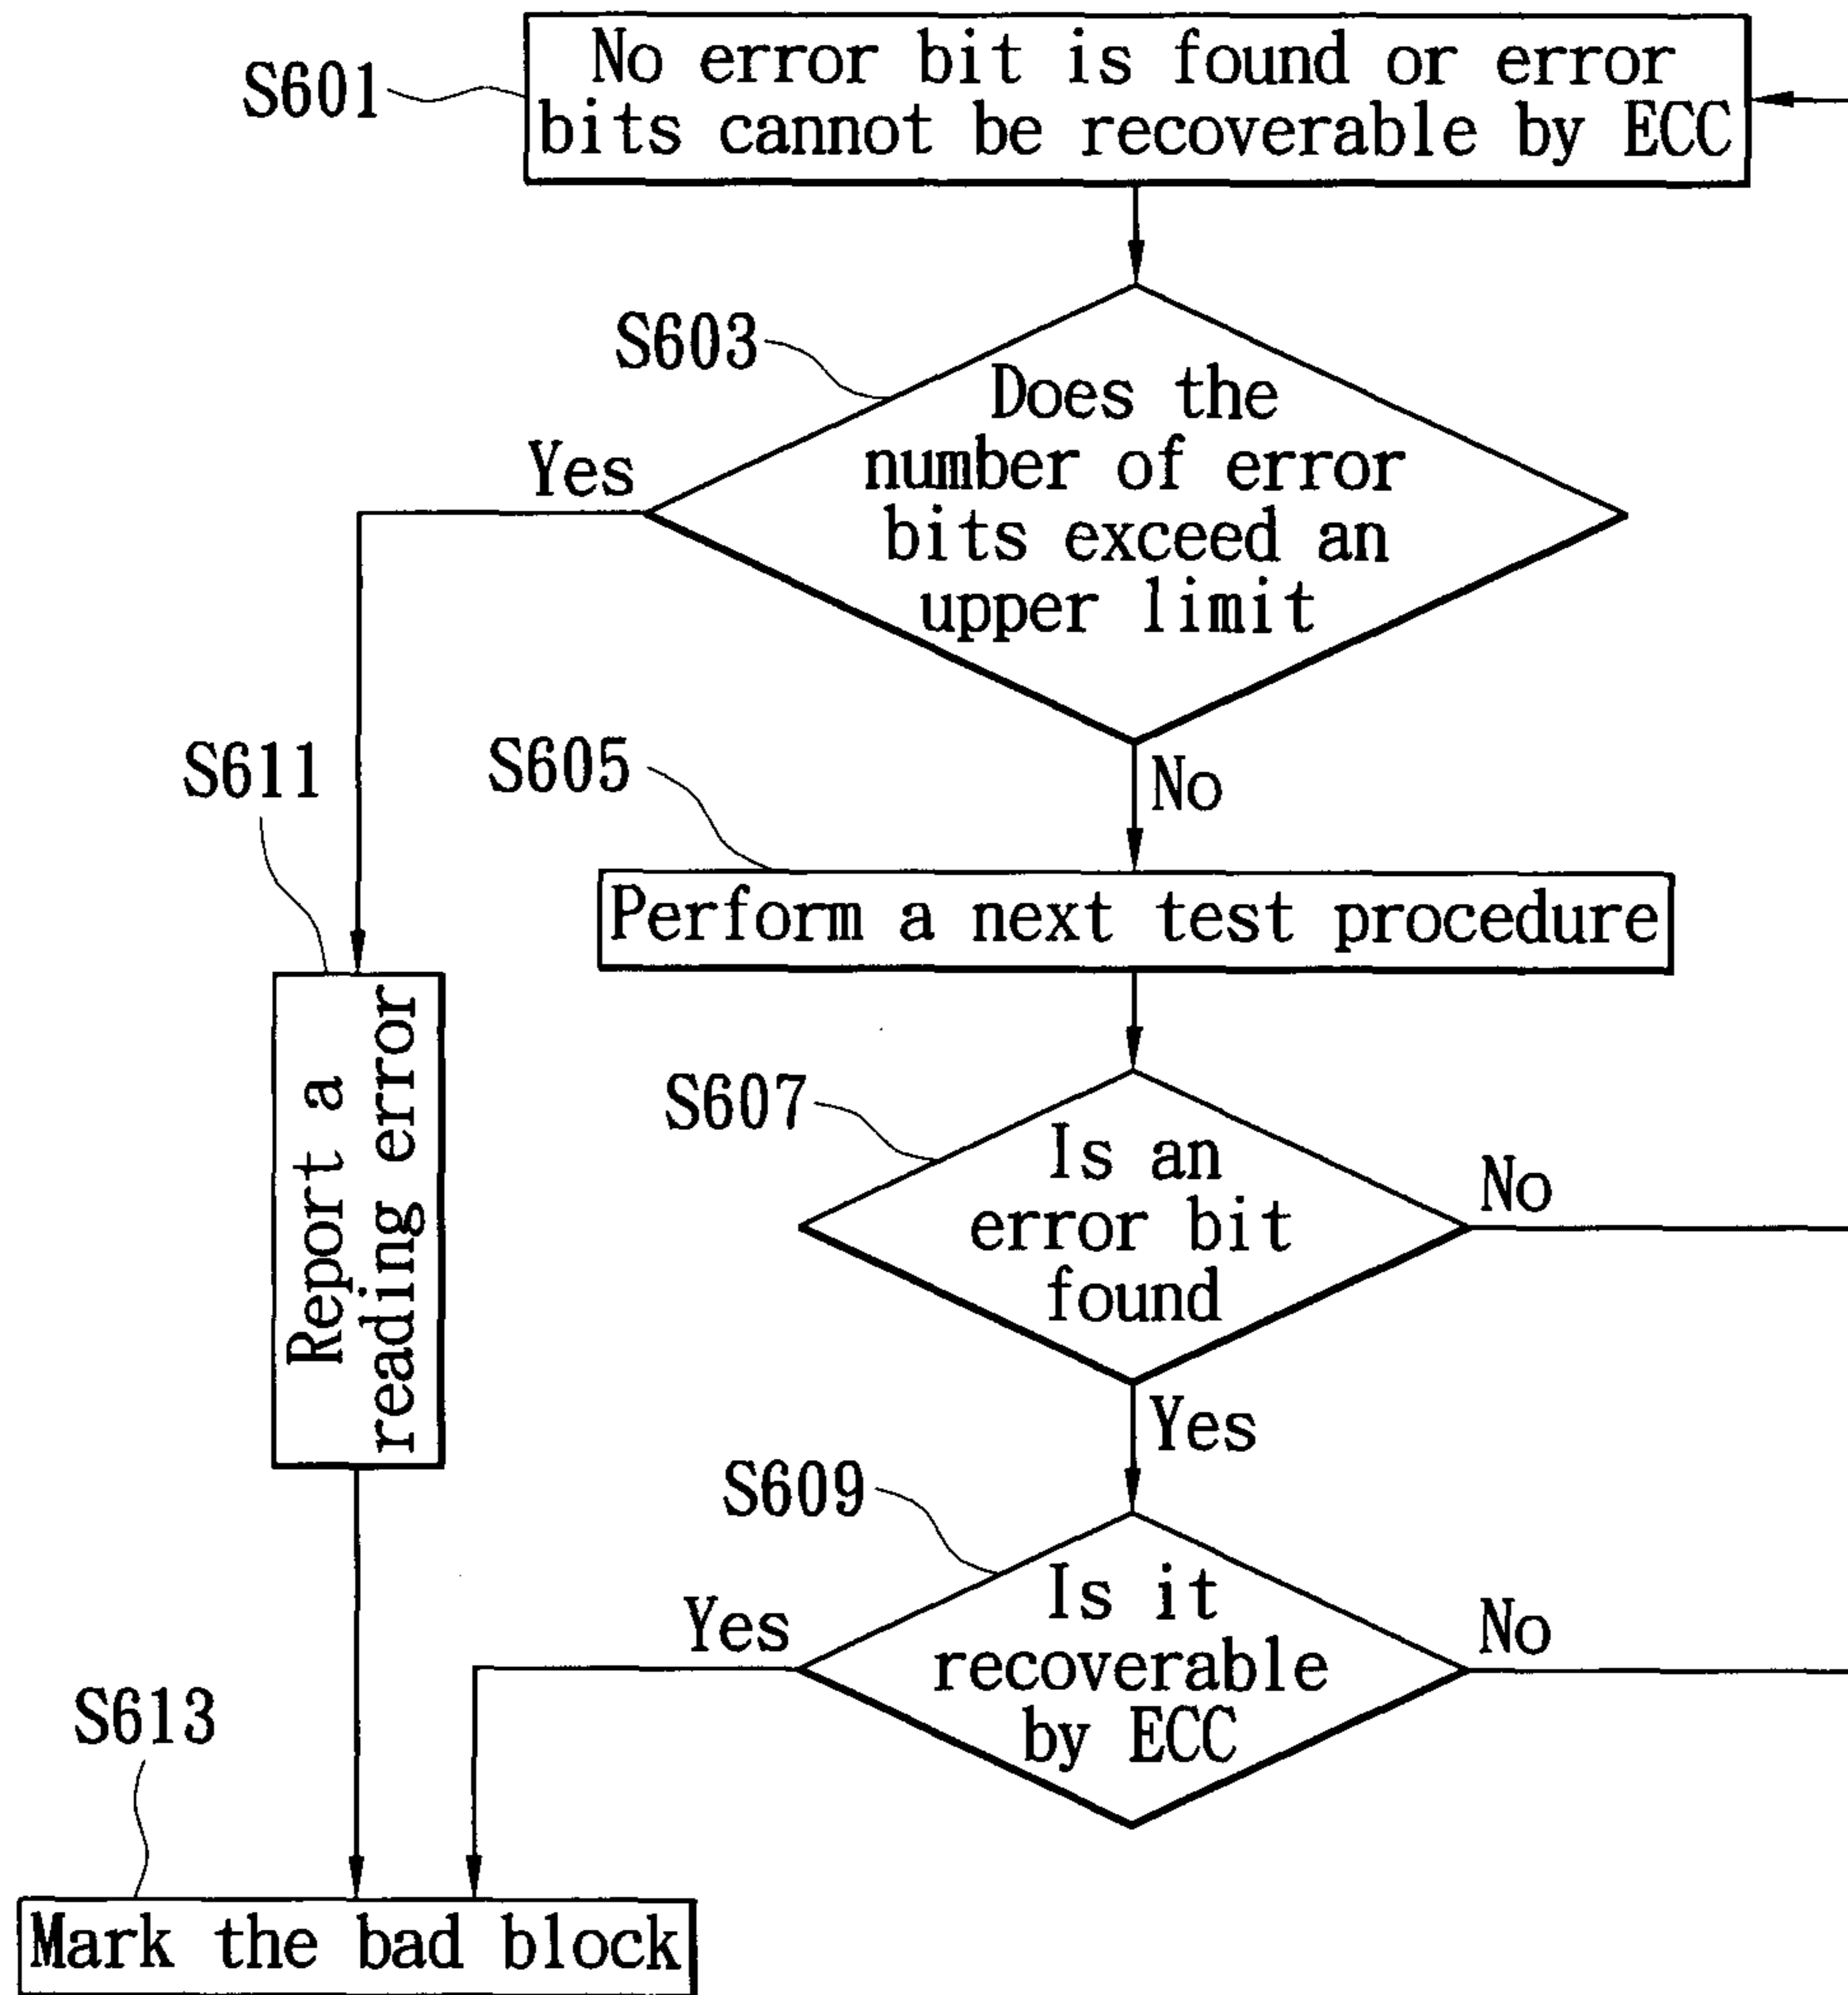 S601
No error bit is found or error
bits cannot be recoverable by ECC
S603
Does the
number of error
bits exceed an
upper limit
Yes
No
S611
S605
Perform a next test procedure
Report a
reading error
S607
Is an
error bit
found
No
Yes
S609
Is it
recoverable
by ECC
Yes
No
S613
Mark the bad block